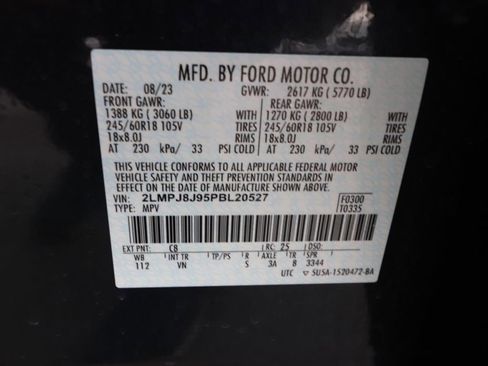 MFD. BY FORD MOTOR CO.
DATE: 08/23 GVWR: 2617 KG (5770 LB)
FRONT GAWR: REAR GAWR:
1388 KG (3060 LB) 1270 KG (2800 LB)
245/60R18 105V TIRES 245/60R18 105V TIRES
18x8.0J RIMS 18x8.0J RIMS
AT 230 kPa/ 33 PSI COLD AT 230 kPa/ 33 PSI COLD
THIS VEHICLE CONFORMS TO ALL APPLICABLE FEDERAL MOTOR
VEHICLE SAFETY AND THEFT PREVENTION STANDARDS IN EFFECT ON
THE DATE OF MANUFACTURE SHOWN ABOVE.
VIN: 2LMPJ8J95PBL20527 F0300
TYPE: MPV T0335
EXT PNT: C8 RC: 25 DSO:
WB INT TR TP/PS R AXLE TR SPR
112 VN S 3A 8 3344
UTC 5USA-1520472-BA